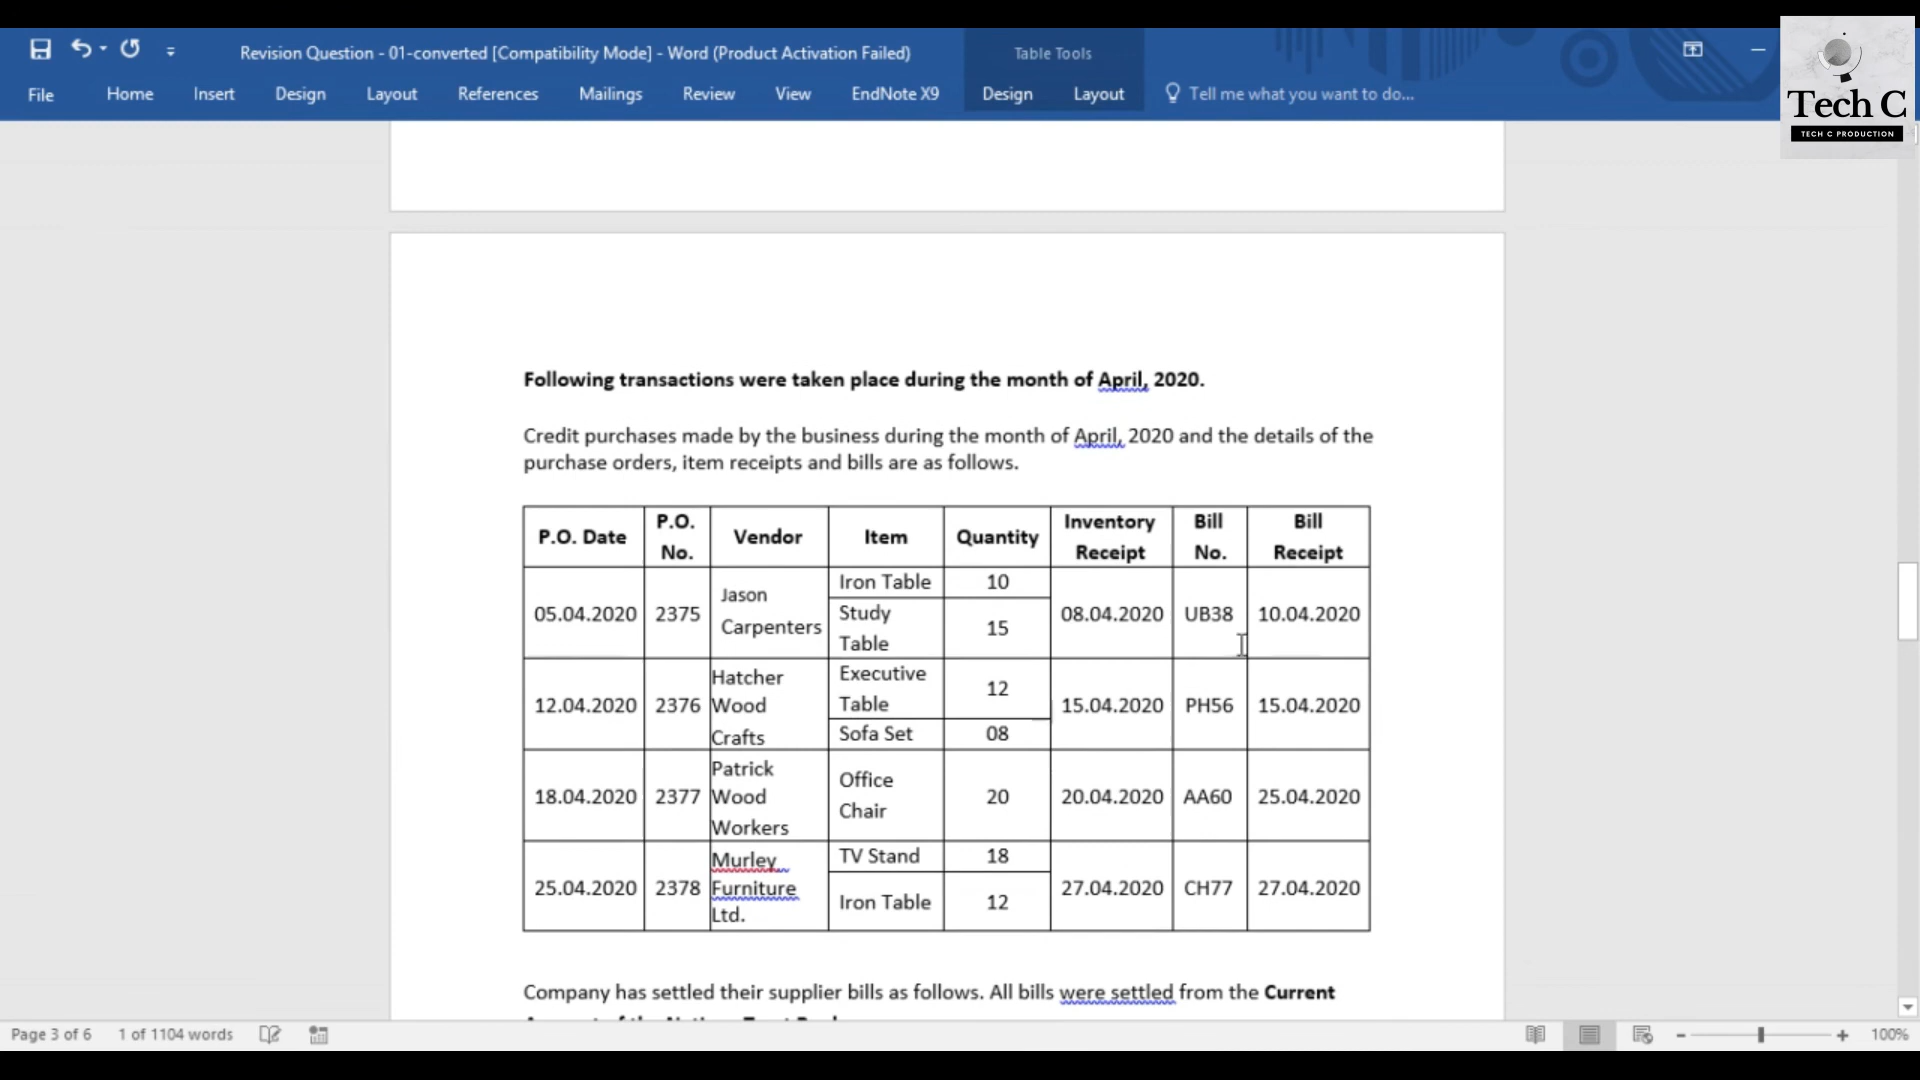 Revision Question - 01-converted [Compatibility Mode] - Word (Product Activation Failed)
Table Tools
File Home Insert Design Layout References Mailings Review View EndNote X9 Design Layout Tell me what you want to do...
Tech C
TECH C PRODUCTION
Following transactions were taken place during the month of April, 2020.
Credit purchases made by the business during the month of April, 2020 and the details of the
purchase orders, item receipts and bills are as follows.
P.O. Date P.O. No. Vendor Item Quantity Inventory Receipt Bill No. Bill Receipt
05.04.2020 2375 Jason Carpenters Iron Table 10 08.04.2020 UB38 10.04.2020
Study Table 15
12.04.2020 2376 Hatcher Wood Crafts Executive Table 12 15.04.2020 PH56 15.04.2020
Sofa Set 08
18.04.2020 2377 Patrick Wood Workers Office Chair 20 20.04.2020 AA60 25.04.2020
25.04.2020 2378 Murley Furniture Ltd. TV Stand 18 27.04.2020 CH77 27.04.2020
Iron Table 12
Company has settled their supplier bills as follows. All bills were settled from the Current
Page 3 of 6 1 of 1104 words 100%